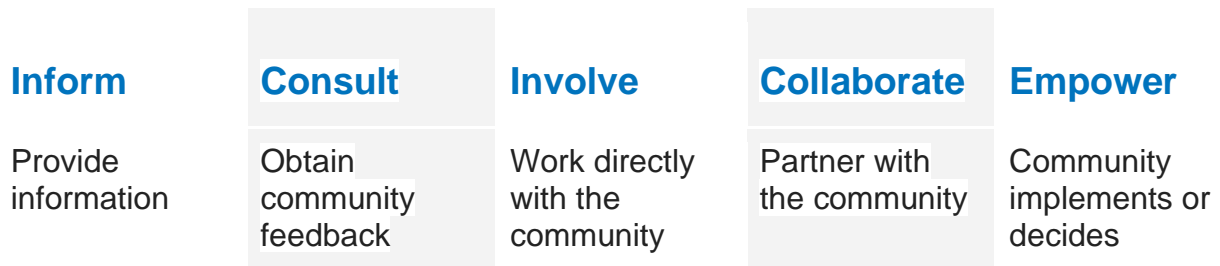 Inform
Consult
Involve
Collaborate
Empower
Provide
information
Obtain
community
feedback
Work directly
with the
community
Partner with
the community
Community
implements or
decides